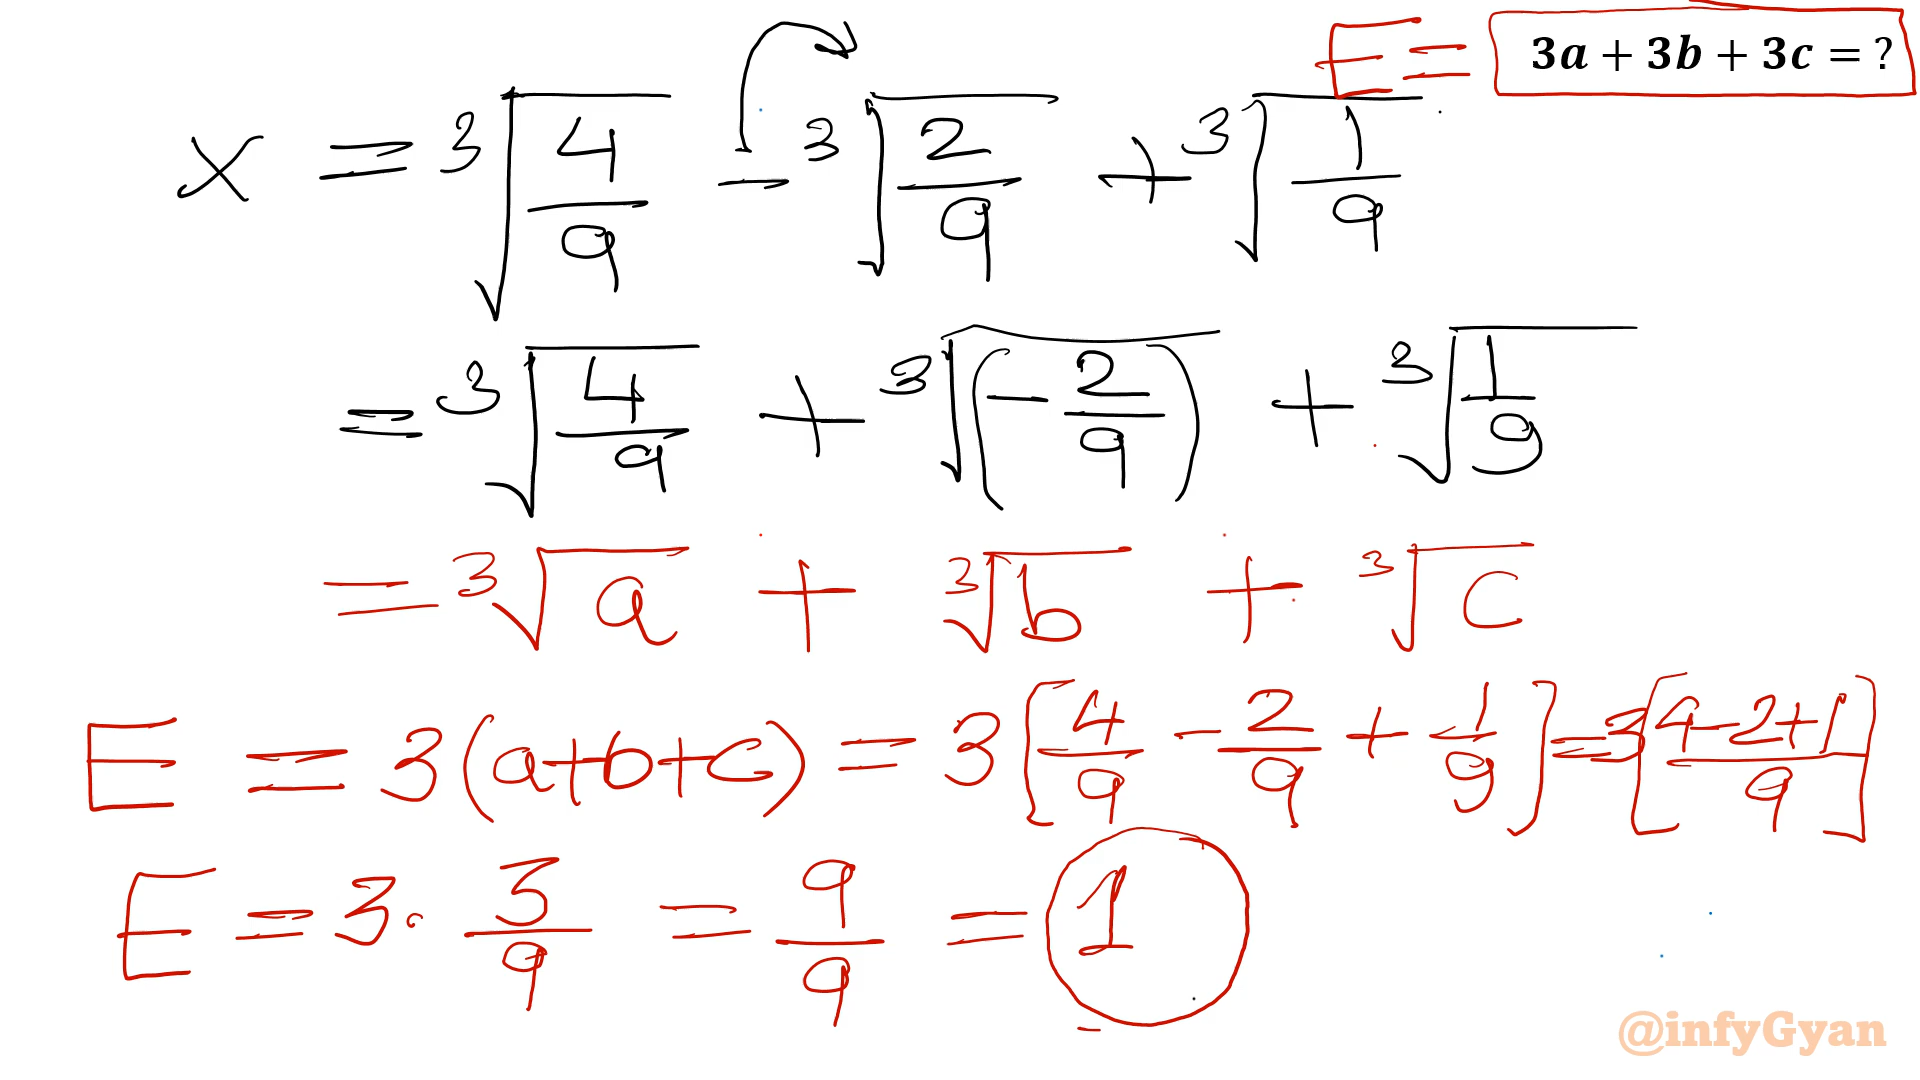 E = 3a + 3b + 3c = ?
x = ∛(4/9) - ∛(2/9) + ∛(1/9)
= ∛(4/9) + ∛(-2/9) + ∛(1/9)
= ∛a + ∛b + ∛c
E = 3(a+b+c) = 3[4/9 - 2/9 + 1/9] = 3[(4-2+1)/9]
E = 3·3/9 = 9/9 = 1
@infyGyan